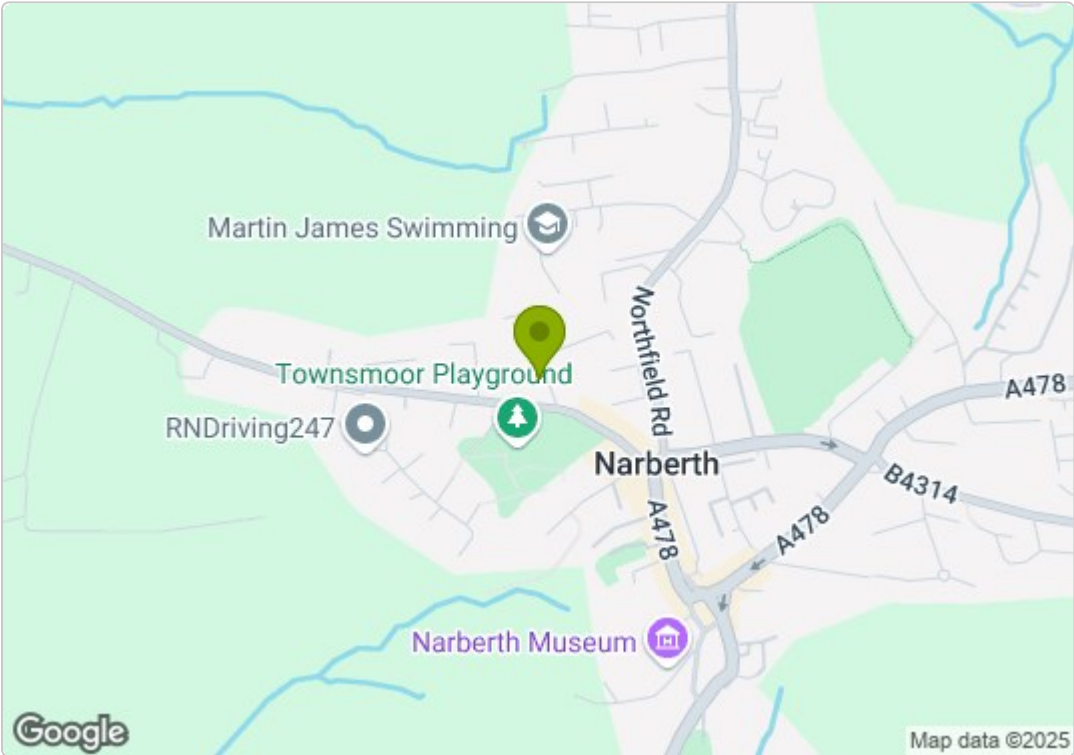 Martin James Swimming
Northfield Rd
Townsmoor Playground
A478
RNDriving247
Narberth
B4314
A478
A478
Narberth Museum
Google
Map data ©2025